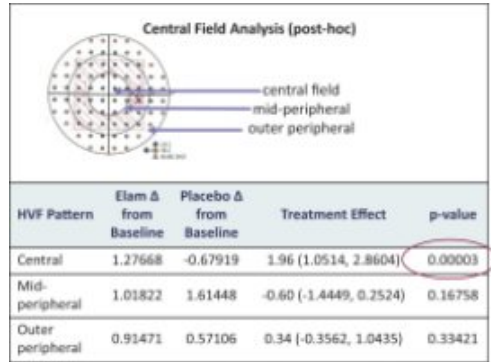 Central Field Analysis (post-hoc)
central field
mid-peripheral
outer peripheral
HVF Pattern Elam Δ from Baseline Placebo Δ from Baseline Treatment Effect p-value
Central 1.27668 -0.67919 1.96 (1.0514, 2.8604) 0.00003
Mid-peripheral 1.01822 1.61448 -0.60 (-1.4449, 0.2524) 0.16758
Outer peripheral 0.91471 0.57106 0.34 (-0.3562, 1.0435) 0.33421